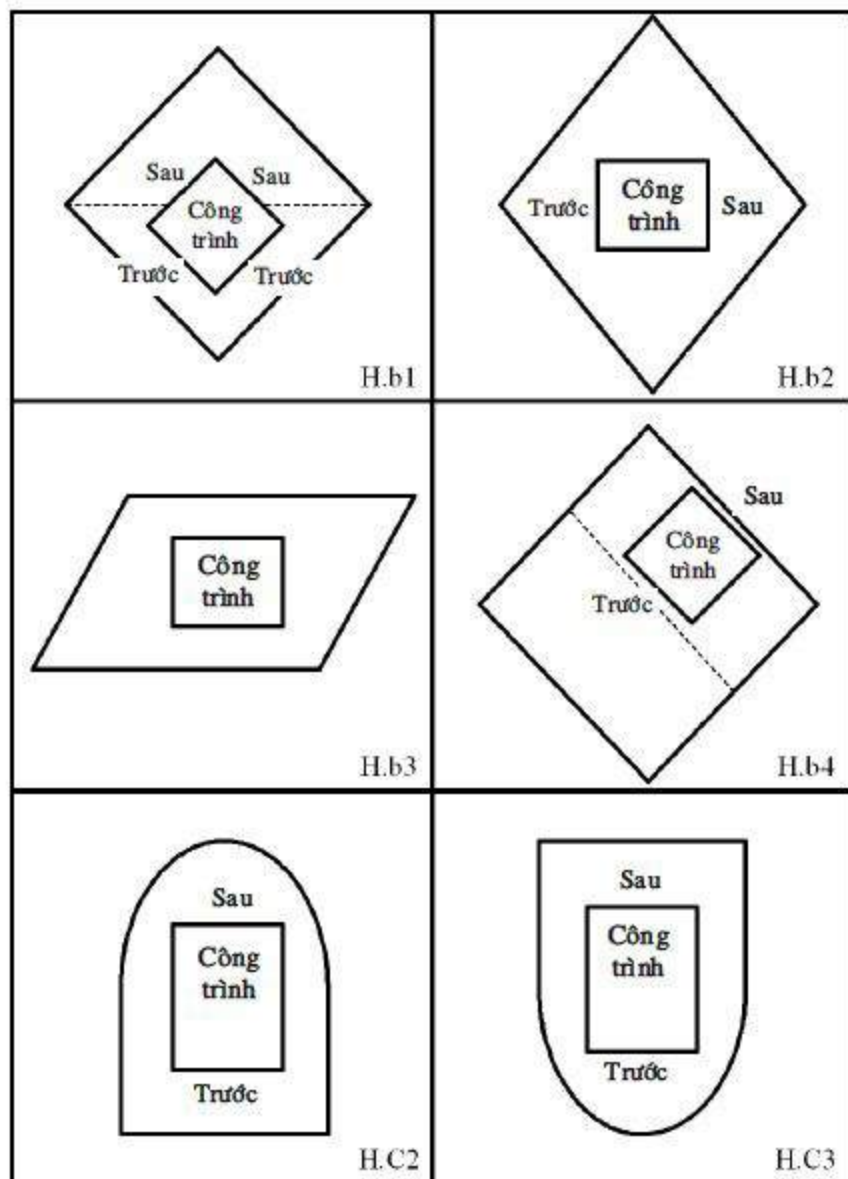 Sau
Sau
Công
trình
Trước
Trước
H.b1
Trước
Công
trình
Sau
H.b2
Công
trình
H.b3
Sau
Công
trình
Trước
H.b4
Sau
Công
trình
Trước
H.C2
Sau
Công
trình
Trước
H.C3